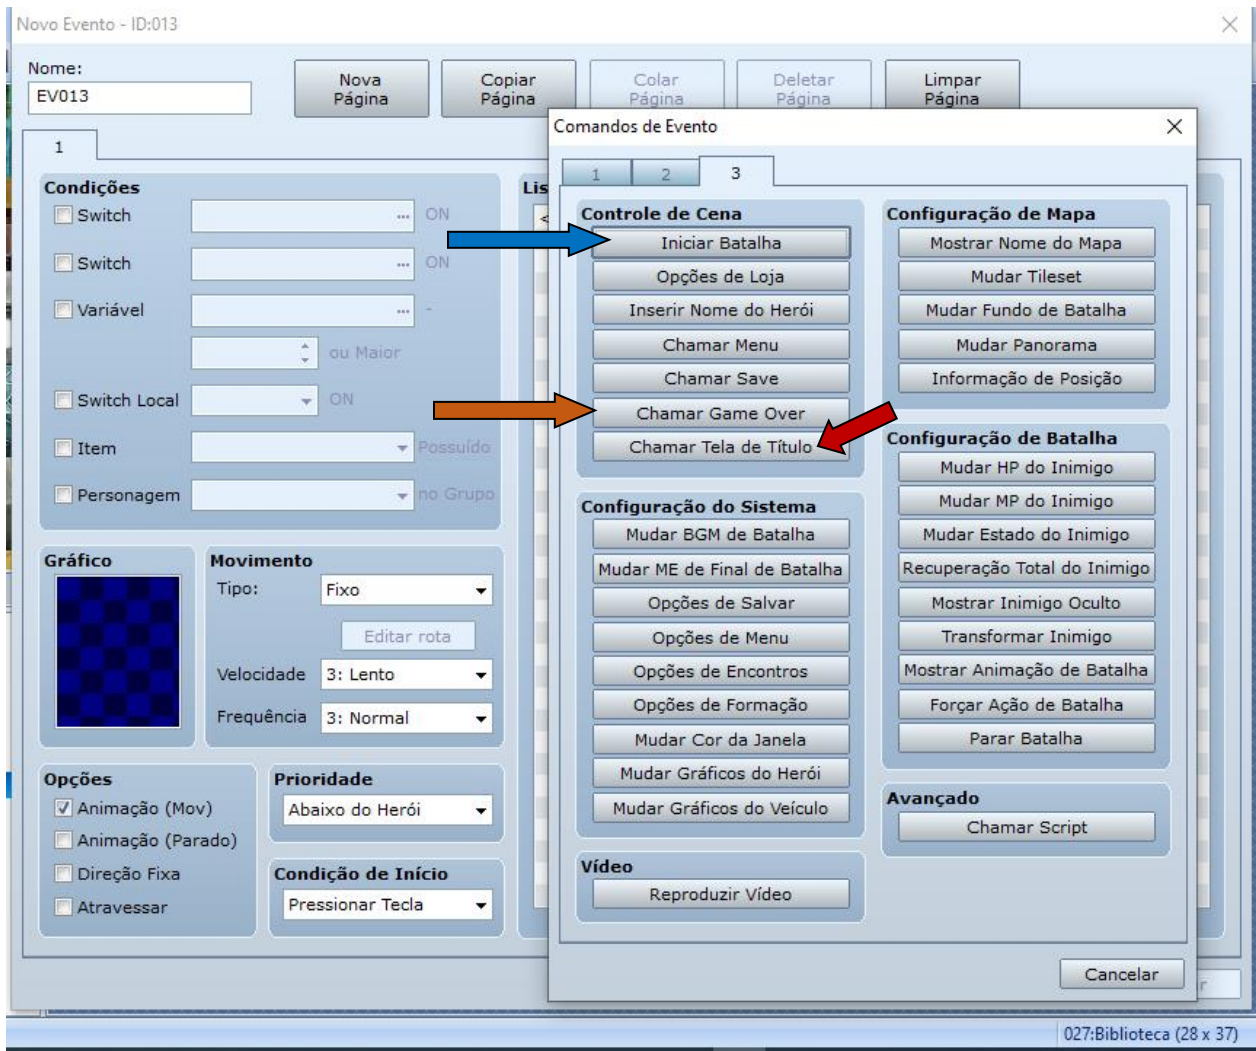 Novo Evento - ID:013
Nome:
EV013
Nova
Página
Copiar
Página
Colar
Página
Deletar
Página
Limpar
Página
1
Condições
Switch
... ON
Switch
... ON
Variável
... -
ou Maior
Switch Local
ON
Item
Possuído
Personagem
no Grupo
Gráfico
Movimento
Tipo:
Fixo
Editar rota
Velocidade
3: Lento
Frequência
3: Normal
Opções
Animação (Mov)
Animação (Parado)
Direção Fixa
Atravessar
Prioridade
Abaixo do Herói
Condição de Início
Pressionar Tecla
Lis
<
Comandos de Evento
1 2 3
Controle de Cena
Iniciar Batalha
Opções de Loja
Inserir Nome do Herói
Chamar Menu
Chamar Save
Chamar Game Over
Chamar Tela de Título
Configuração do Sistema
Mudar BGM de Batalha
Mudar ME de Final de Batalha
Opções de Salvar
Opções de Menu
Opções de Encontros
Opções de Formação
Mudar Cor da Janela
Mudar Gráficos do Herói
Mudar Gráficos do Veículo
Vídeo
Reproduzir Vídeo
Configuração de Mapa
Mostrar Nome do Mapa
Mudar Tileset
Mudar Fundo de Batalha
Mudar Panorama
Informação de Posição
Configuração de Batalha
Mudar HP do Inimigo
Mudar MP do Inimigo
Mudar Estado do Inimigo
Recuperação Total do Inimigo
Mostrar Inimigo Oculto
Transformar Inimigo
Mostrar Animação de Batalha
Forçar Ação de Batalha
Parar Batalha
Avançado
Chamar Script
Cancelar
r
027:Biblioteca (28 x 37)